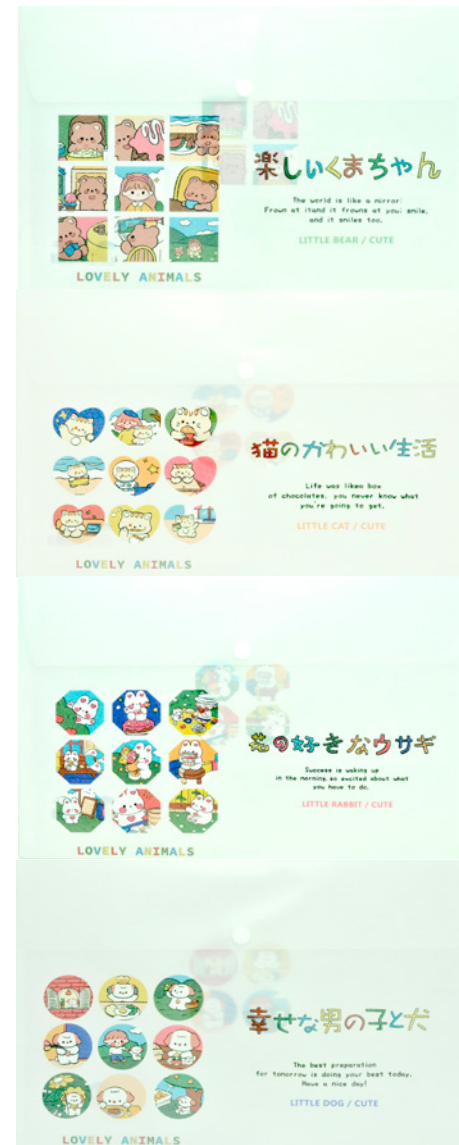 楽しいくまちゃん
The world is like a mirror:
Frown at itand it frowns at you; smile,
and it smiles too.
LITTLE BEAR / CUTE
LOVELY ANIMALS
猫のかわいい生活
Life was likea box
of chocolates, you never know what
you're going to get.
LITTLE CAT / CUTE
LOVELY ANIMALS
花の好きなウサギ
Success is waking up
in the morning,so excited about what
you have to do.
LITTLE RABBIT / CUTE
LOVELY ANIMALS
幸せな男の子と犬
The best preparation
for tomorrow is doing your best today.
Have a nice day!
LITTLE DOG / CUTE
LOVELY ANIMALS